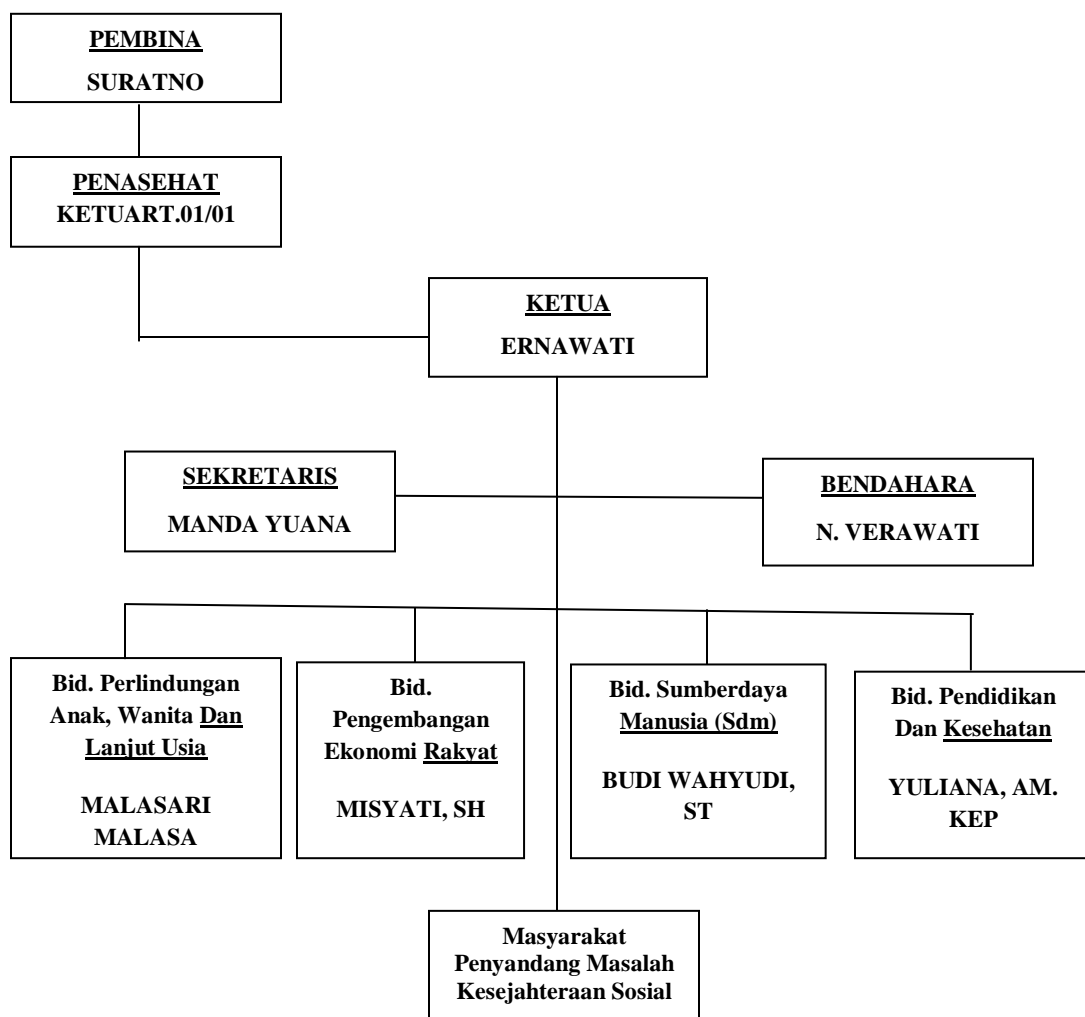 PEMBINA
SURATNO
PENASEHAT
KETUART.01/01
KETUA
ERNAWATI
SEKRETARIS
MANDA YUANA
BENDAHARA
N. VERAWATI
Bid. Perlindungan
Anak, Wanita Dan
Lanjut Usia
MALASARI
MALASA
Bid.
Pengembangan
Ekonomi Rakyat
MISYATI, SH
Bid. Sumberdaya
Manusia (Sdm)
BUDI WAHYUDI,
ST
Bid. Pendidikan
Dan Kesehatan
YULIANA, AM.
KEP
Masyarakat
Penyandang Masalah
Kesejahteraan Sosial